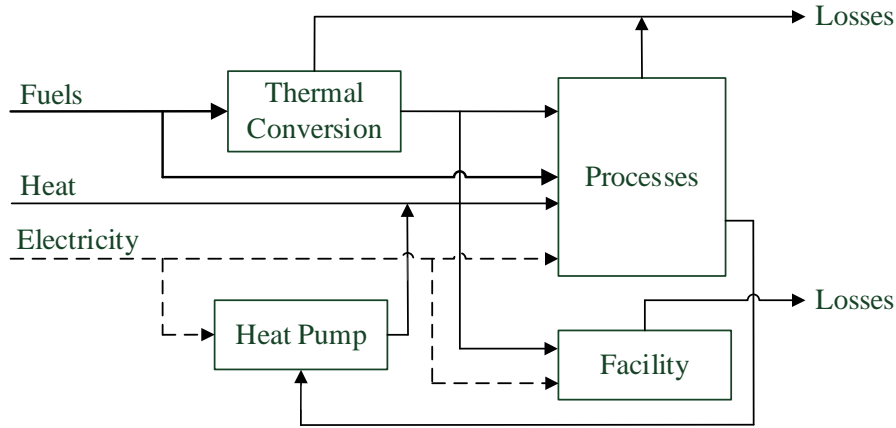 Losses
Fuels
Thermal
Conversion
Processes
Heat
Electricity
Losses
Heat Pump
Facility